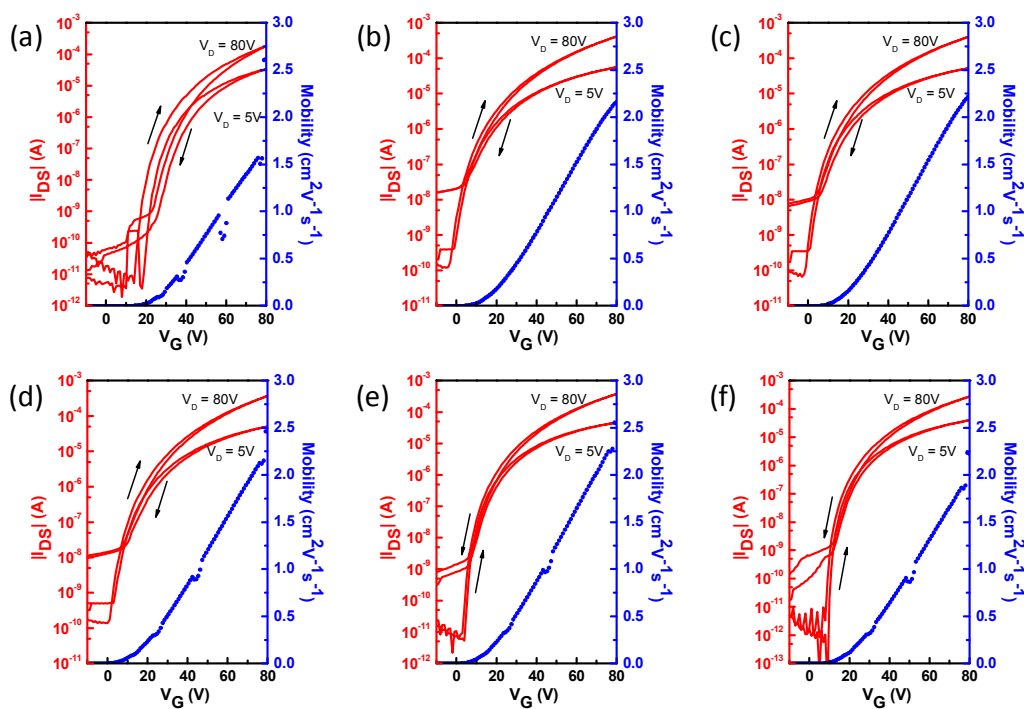 (a)
10⁻³
10⁻⁴
10⁻⁵
10⁻⁶
10⁻⁷
10⁻⁸
10⁻⁹
10⁻¹⁰
10⁻¹¹
10⁻¹²
|I_DS| (A)
V_D = 80V
V_D = 5V
3.0
2.5
2.0
1.5
1.0
0.5
0.0
Mobility (cm²V⁻¹s⁻¹)
0 20 40 60 80
V_G (V)
(b)
10⁻³
10⁻⁴
10⁻⁵
10⁻⁶
10⁻⁷
10⁻⁸
10⁻⁹
10⁻¹⁰
10⁻¹¹
|I_DS| (A)
V_D = 80V
V_D = 5V
3.0
2.5
2.0
1.5
1.0
0.5
0.0
Mobility (cm²V⁻¹s⁻¹)
0 20 40 60 80
V_G (V)
(c)
10⁻³
10⁻⁴
10⁻⁵
10⁻⁶
10⁻⁷
10⁻⁸
10⁻⁹
10⁻¹⁰
10⁻¹¹
|I_DS| (A)
V_D = 80V
V_D = 5V
3.0
2.5
2.0
1.5
1.0
0.5
0.0
Mobility (cm²V⁻¹s⁻¹)
0 20 40 60 80
V_G (V)
(d)
10⁻³
10⁻⁴
10⁻⁵
10⁻⁶
10⁻⁷
10⁻⁸
10⁻⁹
10⁻¹⁰
10⁻¹¹
|I_DS| (A)
V_D = 80V
V_D = 5V
3.0
2.5
2.0
1.5
1.0
0.5
0.0
Mobility (cm²V⁻¹s⁻¹)
0 20 40 60 80
V_G (V)
(e)
10⁻³
10⁻⁴
10⁻⁵
10⁻⁶
10⁻⁷
10⁻⁸
10⁻⁹
10⁻¹⁰
10⁻¹¹
10⁻¹²
|I_DS| (A)
V_D = 80V
V_D = 5V
3.0
2.5
2.0
1.5
1.0
0.5
0.0
Mobility (cm²V⁻¹s⁻¹)
0 20 40 60 80
V_G (V)
(f)
10⁻³
10⁻⁴
10⁻⁵
10⁻⁶
10⁻⁷
10⁻⁸
10⁻⁹
10⁻¹⁰
10⁻¹¹
10⁻¹²
10⁻¹³
|I_DS| (A)
V_D = 80V
V_D = 5V
3.0
2.5
2.0
1.5
1.0
0.5
0.0
Mobility (cm²V⁻¹s⁻¹)
0 20 40 60 80
V_G (V)